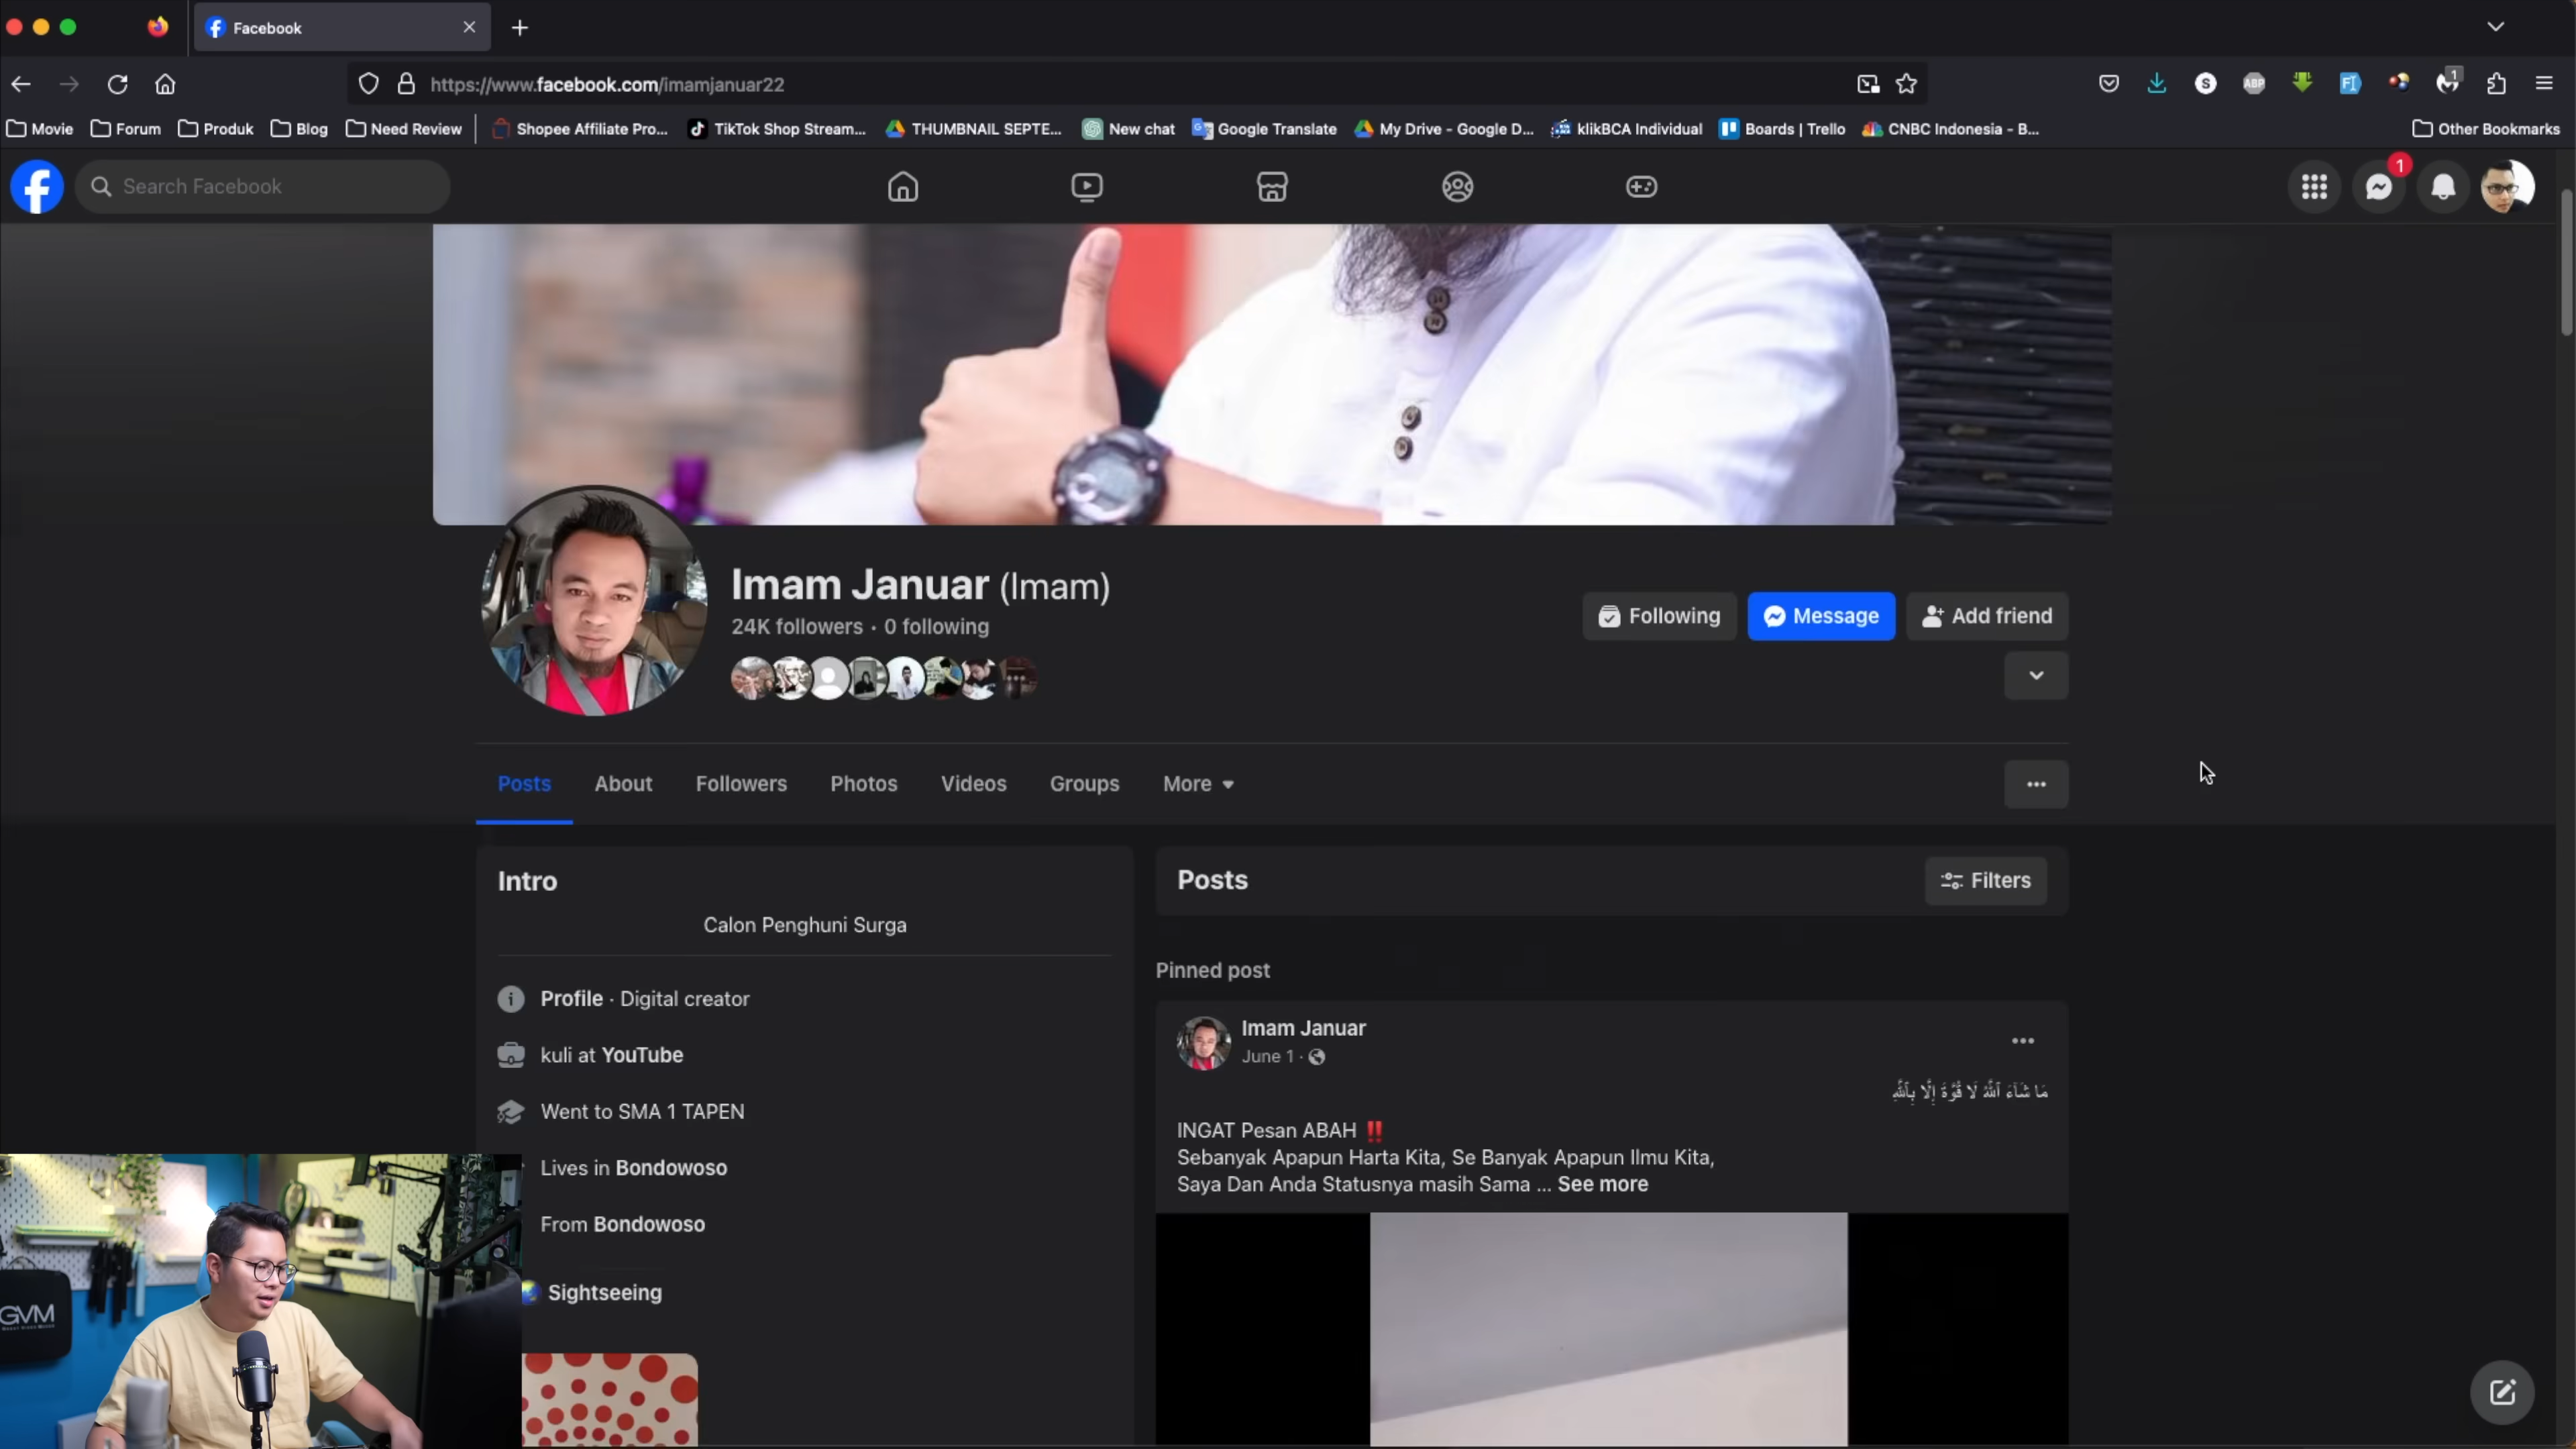 Facebook
https://www.facebook.com/imamjanuar22
1
Movie
Forum
Produk
Blog
Need Review
Shopee Affiliate Pro...
TikTok Shop Stream...
THUMBNAIL SEPTE...
New chat
Google Translate
My Drive - Google D...
klikBCA Individual
Boards | Trello
CNBC Indonesia - B...
Other Bookmarks
Search Facebook
1
Imam Januar (Imam)
24K followers · 0 following
Following
Message
Add friend
Posts
About
Followers
Photos
Videos
Groups
More
Intro
Calon Penghuni Surga
Profile · Digital creator
kuli at YouTube
Went to SMA 1 TAPEN
Lives in Bondowoso
From Bondowoso
Sightseeing
Posts
Filters
Pinned post
Imam Januar
June 1 ·
مَا شَآءَ ٱللَّهُ لَا قُوَّةَ إِلَّا بِٱللَّهِ
INGAT Pesan ABAH ‼️
Sebanyak Apapun Harta Kita, Se Banyak Apapun Ilmu Kita,
Saya Dan Anda Statusnya masih Sama ... See more
GVM
ABP
S